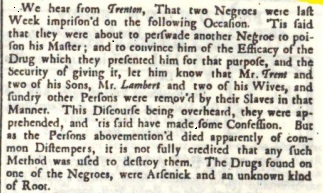 We hear from Trenton, That two Negroes were last
Week imprison'd on the following Occasion. 'Tis said
that they were about to perswade another Negroe to poi-
son his Master; and to convince him of the Efficacy of the
Drug which they presented him for that purpose, and the
Security of giving it, let him know that Mr. Trent and
two of his Sons, Mr. Lambert and two of his Wives, and
sundry other Persons were remov'd by their Slaves in that
Manner. This Discourse being overheard, they were ap-
prehended, and 'tis said have made some Confession. But
as the Persons abovemention'd died apparently of com-
mon Distempers, it is not fully credited that any such
Method was used to destroy them. The Drugs found on
one of the Negroes, were Arsenick and an unknown kind
of Root.